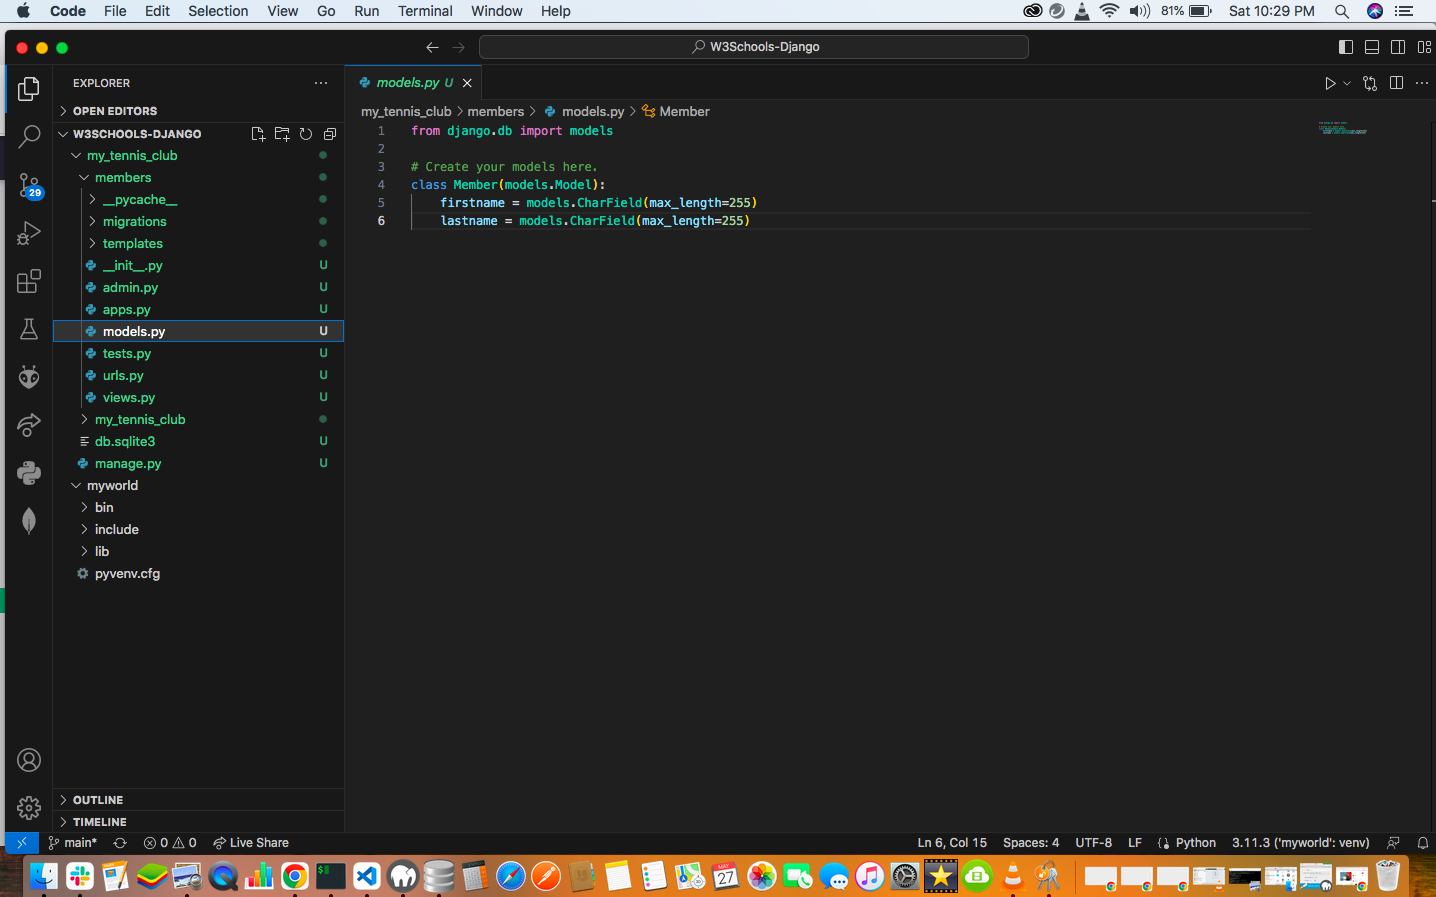 Code File Edit Selection View Go Run Terminal Window Help 81% Sat 10:29 PM
W3Schools-Django
EXPLORER
OPEN EDITORS
W3SCHOOLS-DJANGO
my_tennis_club
members
__pycache__
migrations
templates
__init__.py U
admin.py U
apps.py U
models.py U
tests.py U
urls.py U
views.py U
my_tennis_club
db.sqlite3 U
manage.py U
myworld
bin
include
lib
pyvenv.cfg
OUTLINE
TIMELINE
29
models.py U
my_tennis_club > members > models.py > Member
1 from django.db import models
2
3 # Create your models here.
4 class Member(models.Model):
5 firstname = models.CharField(max_length=255)
6 lastname = models.CharField(max_length=255)
main* 0 0 Live Share Ln 6, Col 15 Spaces: 4 UTF-8 LF Python 3.11.3 ('myworld': venv)
MAY
27